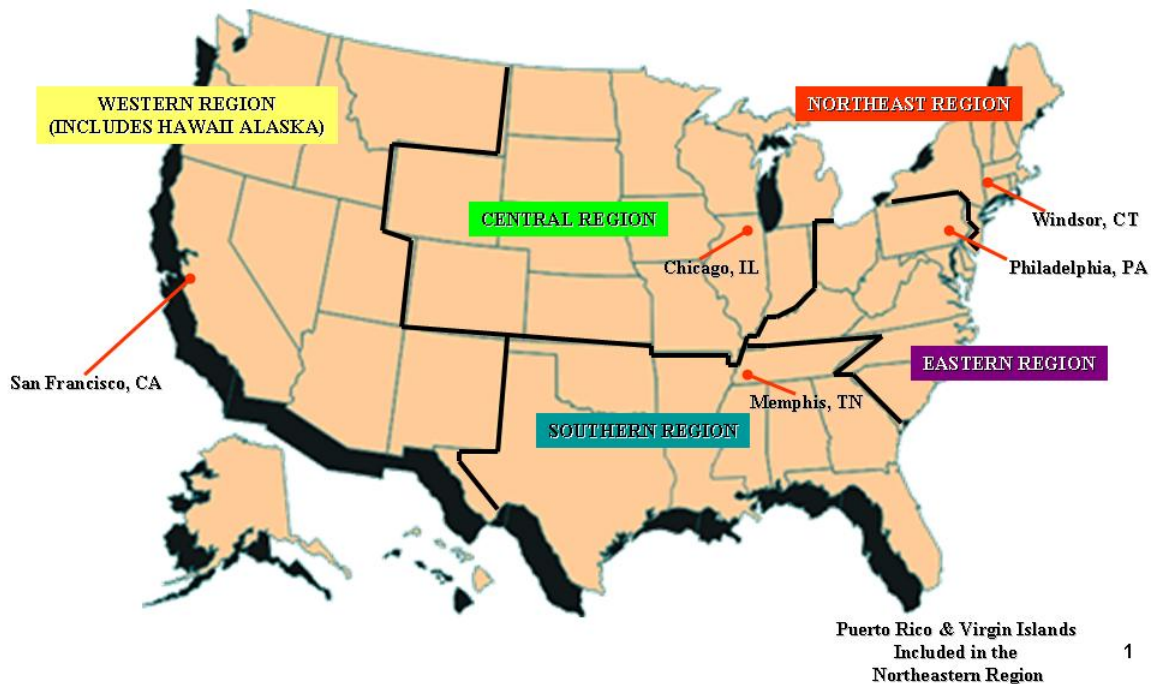 WESTERN REGION
(INCLUDES HAWAII ALASKA)
NORTHEAST REGION
CENTRAL REGION
Windsor, CT
Chicago, IL
Philadelphia, PA
San Francisco, CA
EASTERN REGION
Memphis, TN
SOUTHERN REGION
Puerto Rico & Virgin Islands
Included in the
Northeastern Region
1